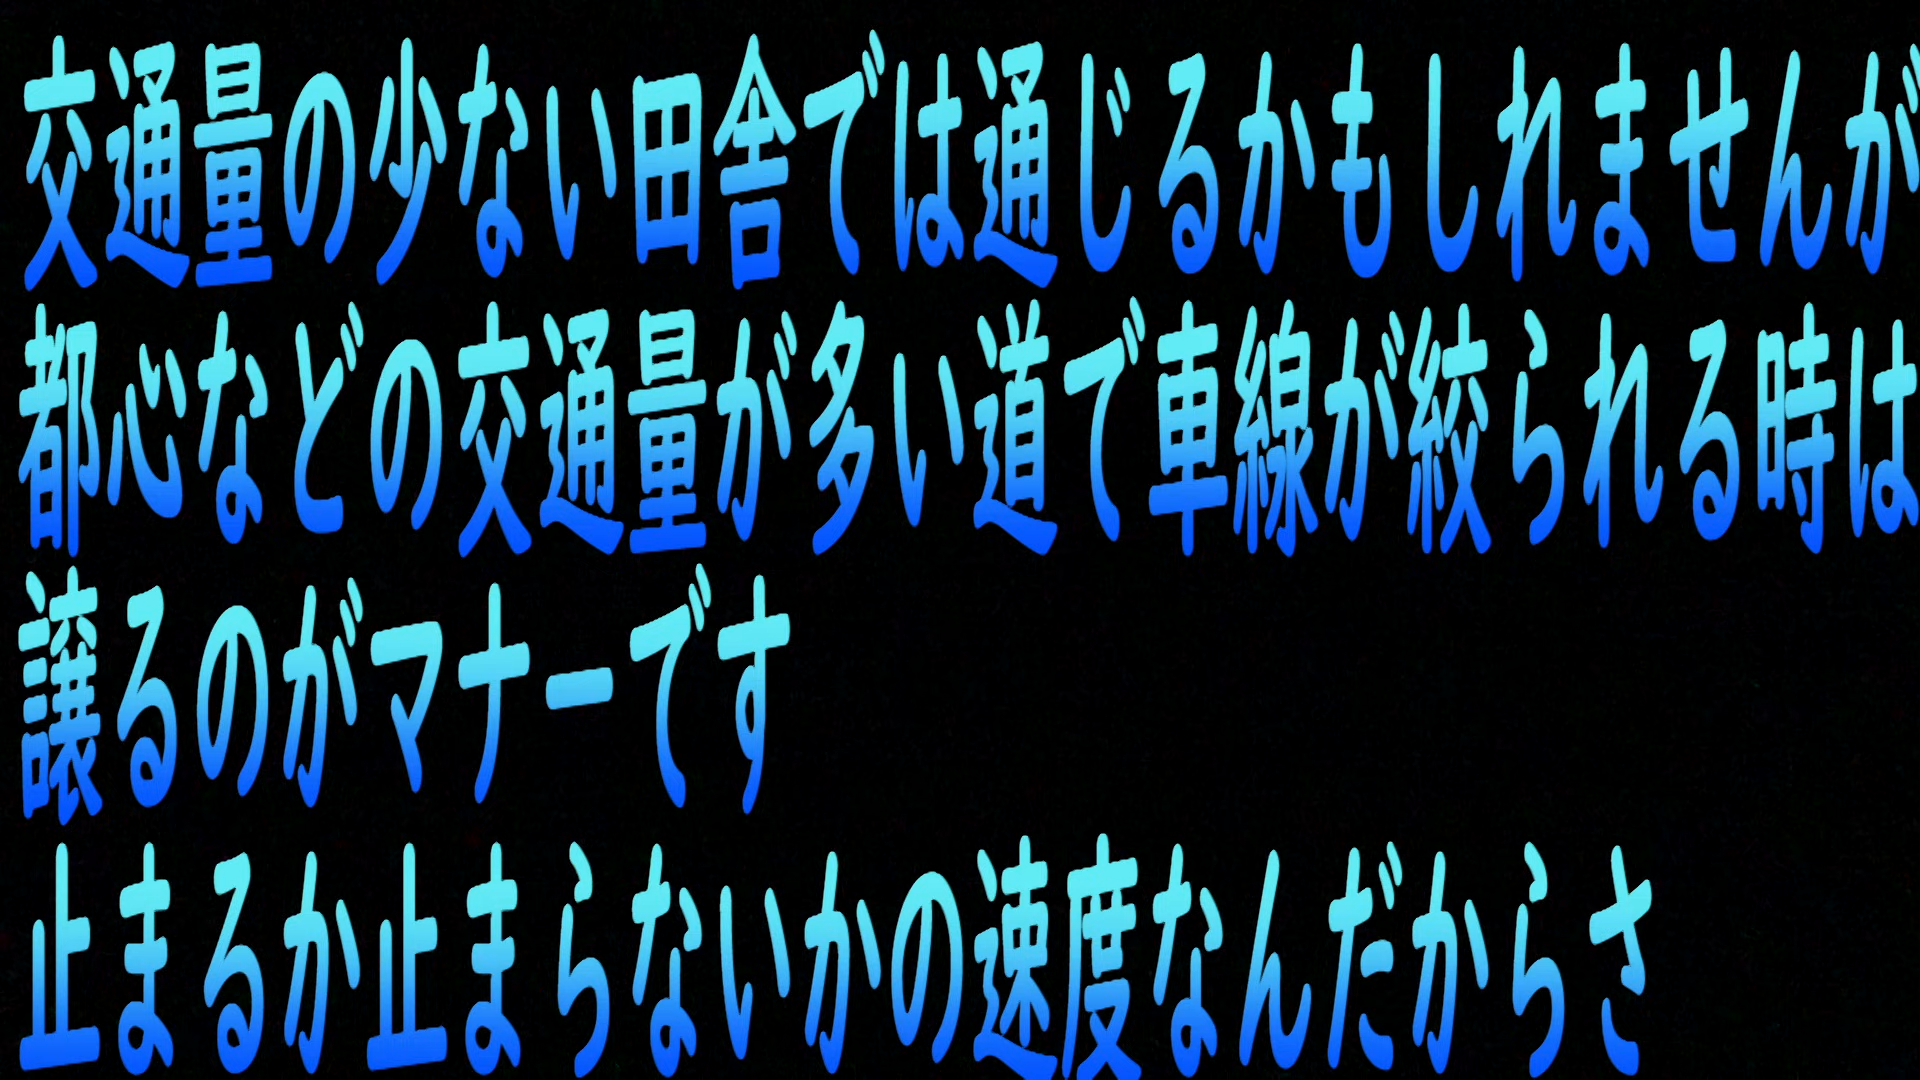 交通量の少ない田舎では通じるかもしれませんが
都心などの交通量が多い道で車線が絞られる時は
譲るのがマナーです
止まるか止まらないかの速度なんだからさ